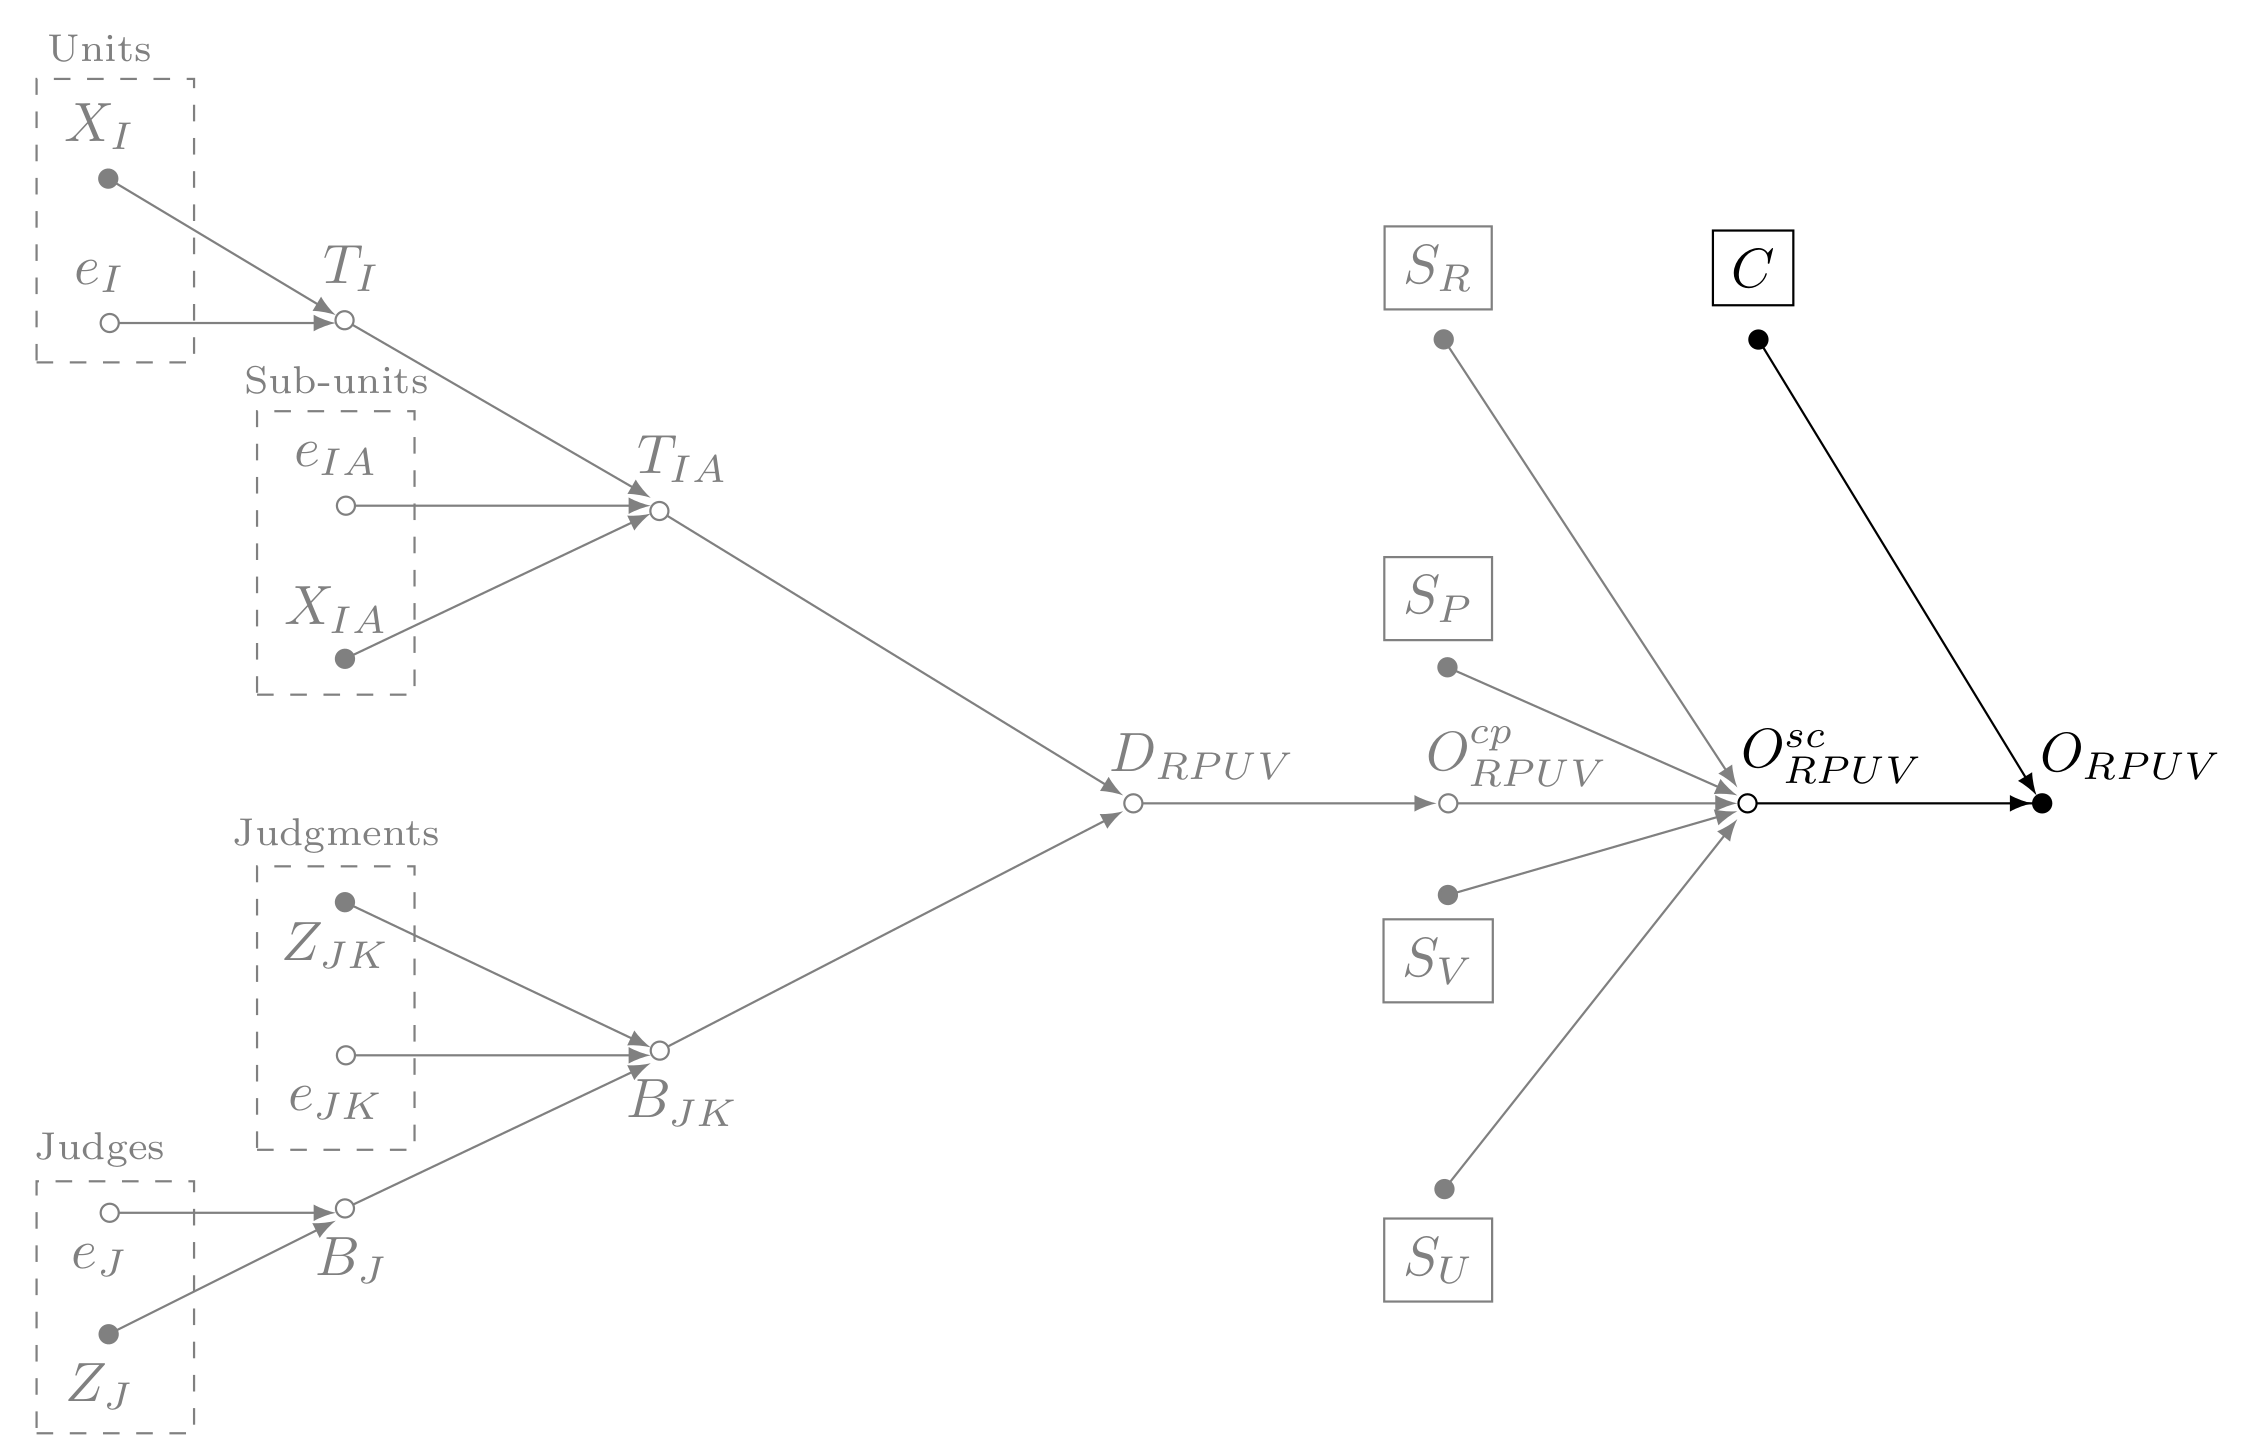 Units
X_I
e_I
T_I
S_R
C
Sub-units
e_{IA}
T_{IA}
X_{IA}
S_P
D_{RPUV}
O^{cp}_{RPUV}
O^{sc}_{RPUV}
O_{RPUV}
Judgments
Z_{JK}
S_V
e_{JK}
B_{JK}
Judges
e_J
B_J
S_U
Z_J